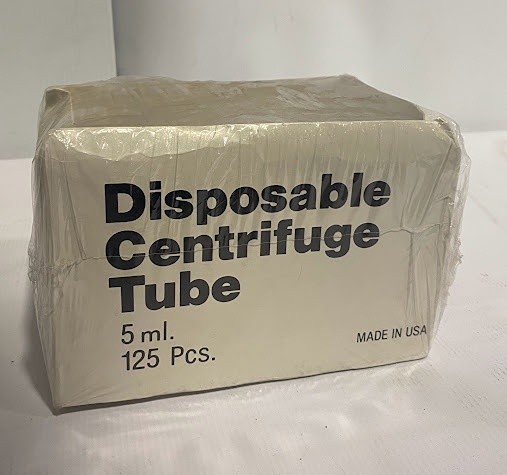 Disposable
Centrifuge
Tube
5 ml.
125 Pcs.
MADE IN USA